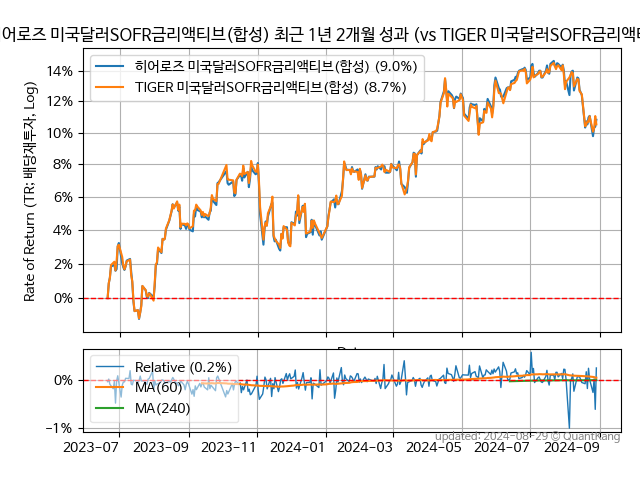 어로즈 미국달러SOFR금리액티브(합성) 최근 1년 2개월 성과 (vs TIGER 미국달러SOFR금리액티
히어로즈 미국달러SOFR금리액티브(합성) (9.0%)
TIGER 미국달러SOFR금리액티브(합성) (8.7%)
Rate of Return (TR: 배당재투자, Log)
14%
12%
10%
8%
6%
4%
2%
0%
Relative (0.2%)
MA(60)
MA(240)
0%
−1%
2023-07 2023-09 2023-11 2024-01 2024-03 2024-05 2024-07 2024-09
updated: 2024-08-29 © QuantKang